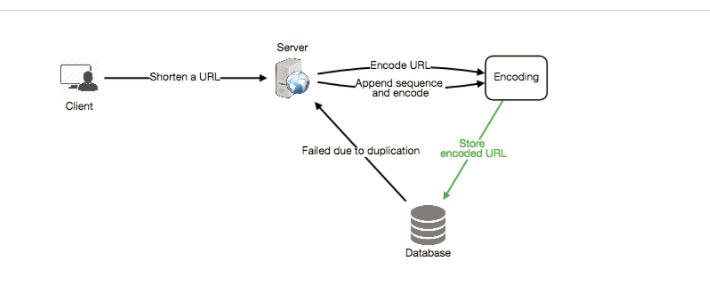 Server
Encode URL
Shorten a URL
Append sequence
and encode
Encoding
Client
Failed due to duplication
Store
encoded URL
Database